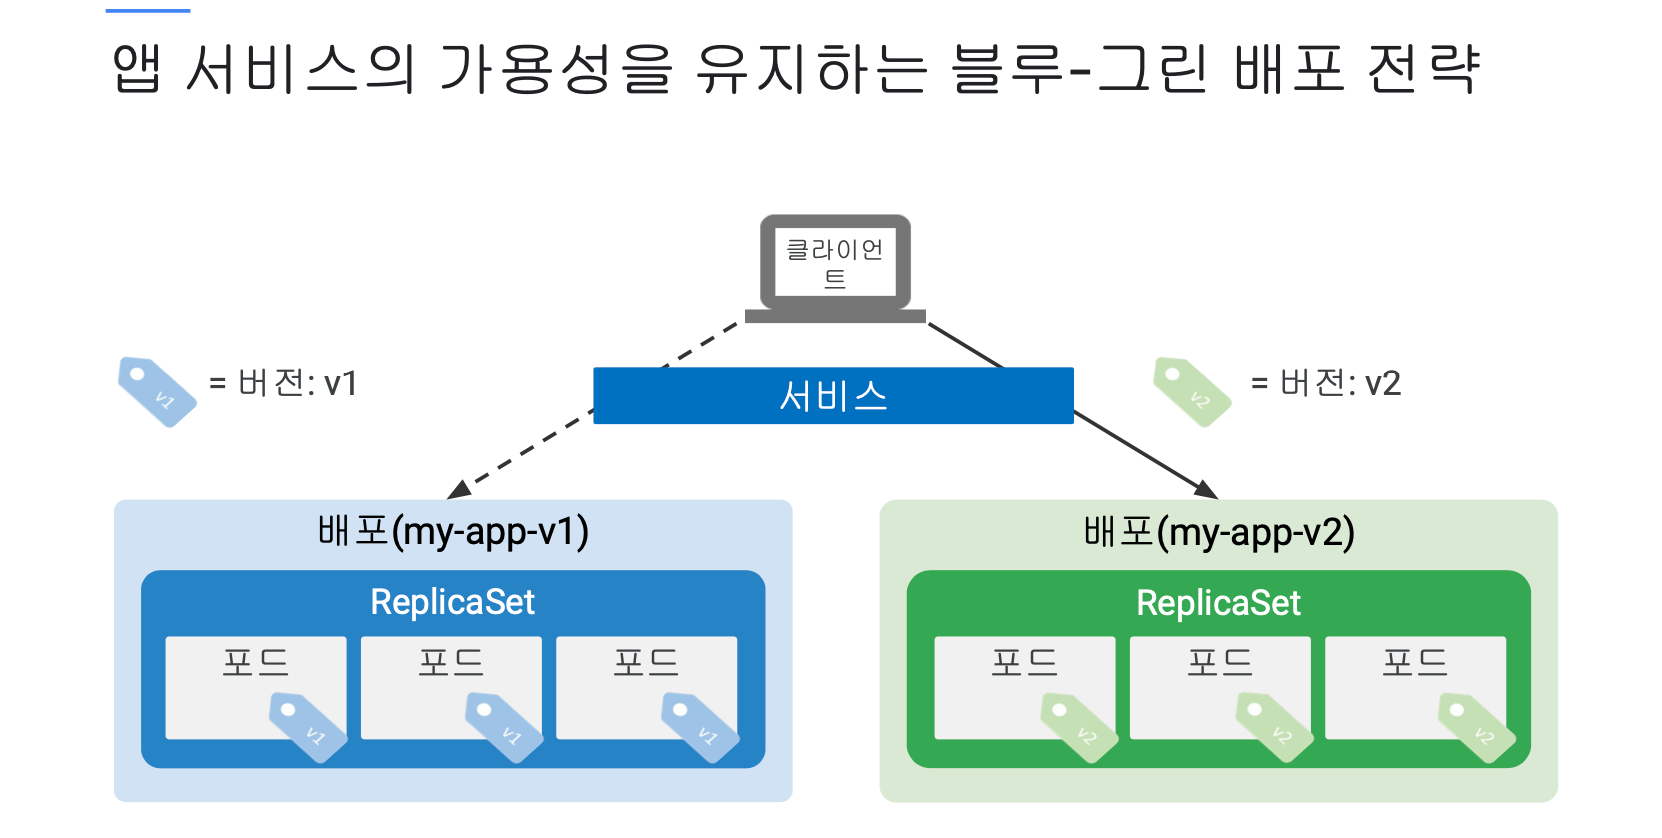 앱 서비스의 가용성을 유지하는 블루-그린 배포 전략
클라이언
트
v1
= 버전: v1
서비스
v2
= 버전: v2
배포(my-app-v1)
ReplicaSet
포드
포드
포드
v1
v1
v1
배포(my-app-v2)
ReplicaSet
포드
포드
포드
v2
v2
v2